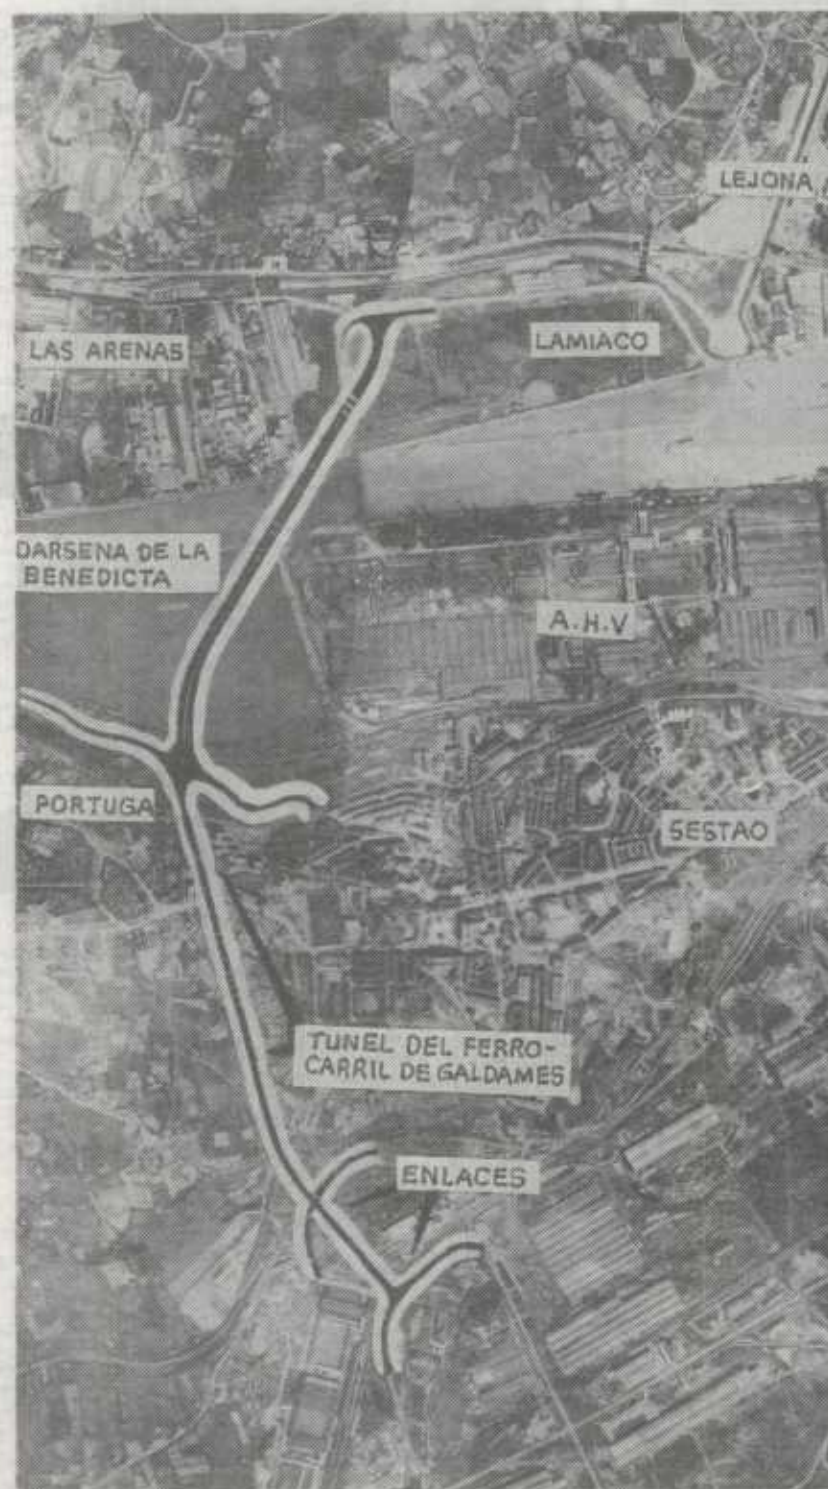 LEJONA
LAS ARENAS
LAMIACO
DARSENA DE LA
BENEDICTA
A.H.V
PORTUGA
SESTAO
TUNEL DEL FERRO-
CARRIL DE GALDAMES
ENLACES